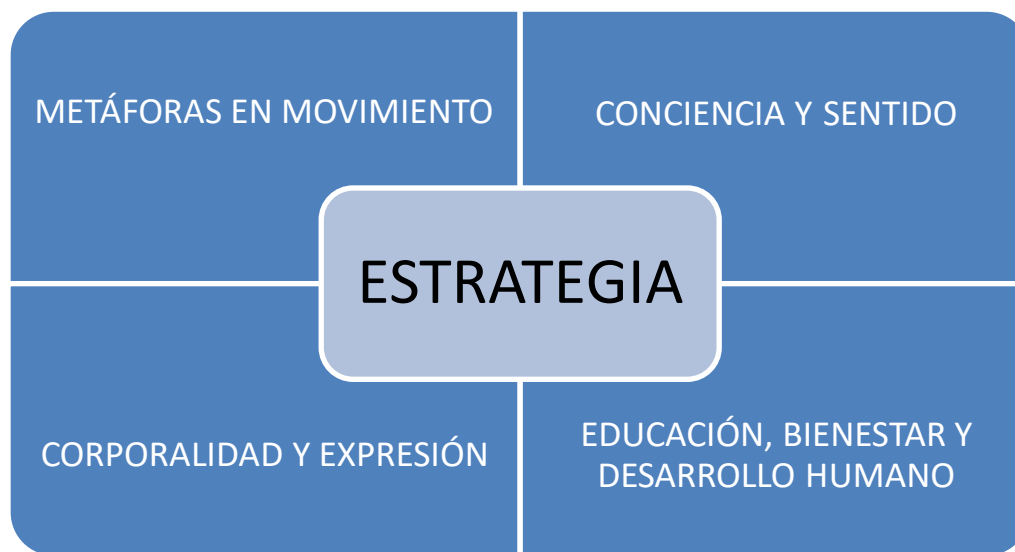 METÁFORAS EN MOVIMIENTO
CONCIENCIA Y SENTIDO
ESTRATEGIA
CORPORALIDAD Y EXPRESIÓN
EDUCACIÓN, BIENESTAR Y
DESARROLLO HUMANO